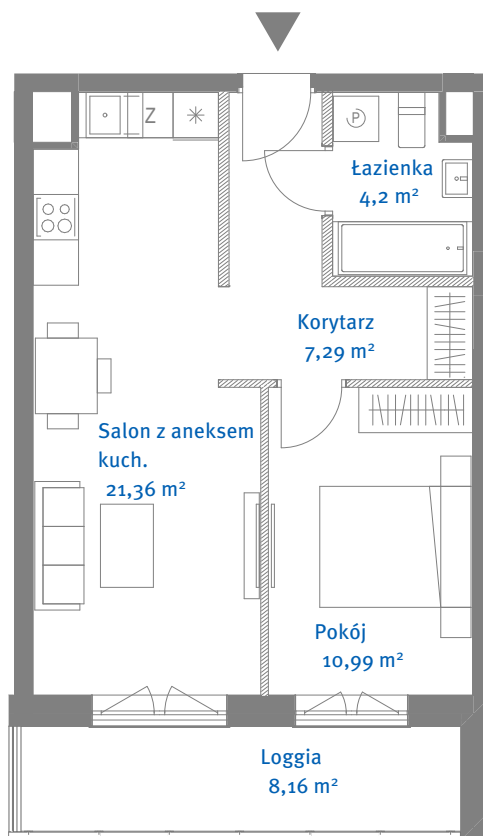 Z
P
Łazienka
4,2 m²
Korytarz
7,29 m²
Salon z aneksem
kuch.
21,36 m²
Pokój
10,99 m²
Loggia
8,16 m²